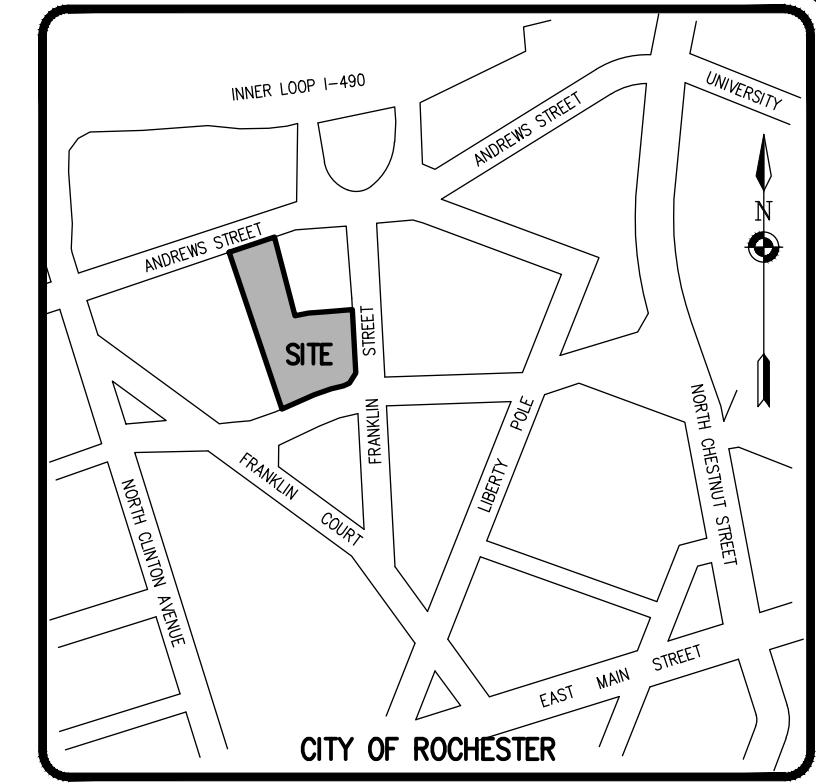 INNER LOOP I-490
UNIVERSITY
ANDREWS STREET
N
ANDREWS STREET
SITE
STREET
FRANKLIN
LIBERTY POLE
NORTH CHESTNUT STREET
FRANKLIN COURT
NORTH CLINTON AVENUE
EAST MAIN STREET
CITY OF ROCHESTER